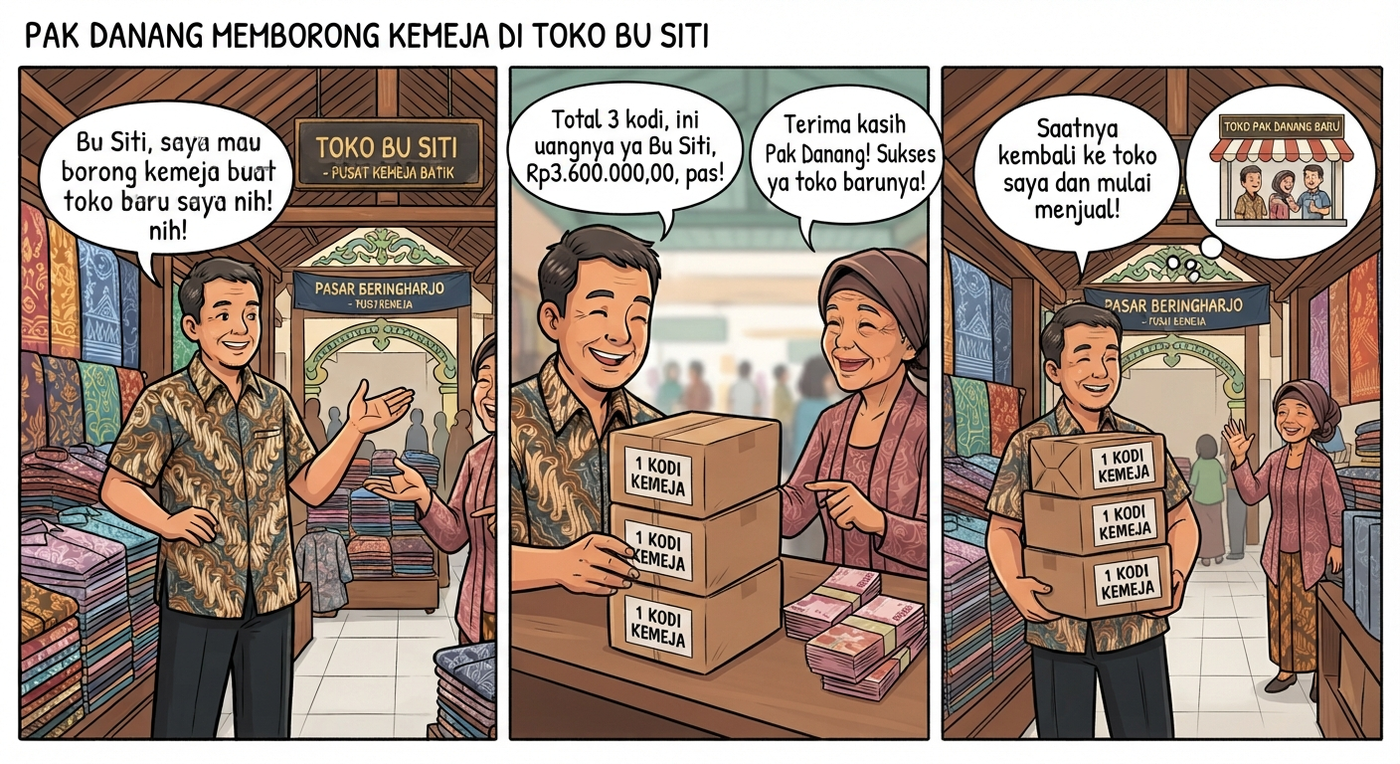 PAK DANANG MEMBORONG KEMEJA DI TOKO BU SITI
Bu Siti, saya mau
borong kemeja buat
toko baru saya nih!
nih!
TOKO BU SITI
- PUSAT KEMEJA BATIK
PASAR BERINGHARJO
Total 3 kodi, ini
uangnya ya Bu Siti,
Rp3.600.000,00, pas!
Terima kasih
Pak Danang! Sukses
ya toko barunya!
1 KODI
KEMEJA
1 KODI
KEMEJA
1 KODI
KEMEJA
Saatnya
kembali ke toko
saya dan mulai
menjual!
TOKO PAK DANANG BARU
PASAR BERINGHARJO
1 KODI
KEMEJA
1 KODI
KEMEJA
1 KODI
KEMEJA